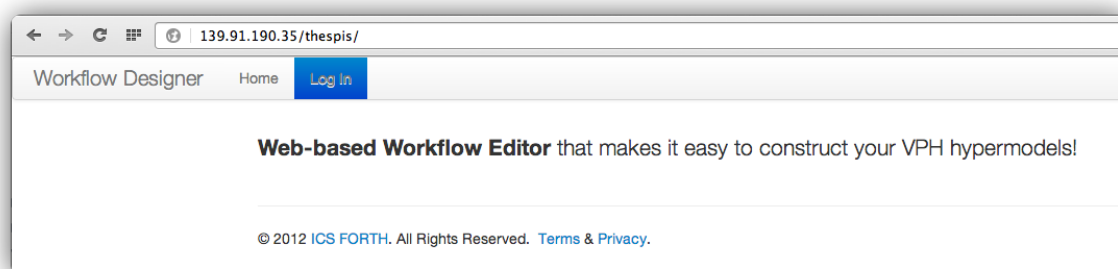 139.91.190.35/thespis/
Workflow Designer Home Log In
Web-based Workflow Editor that makes it easy to construct your VPH hypermodels!
© 2012 ICS FORTH. All Rights Reserved. Terms & Privacy.